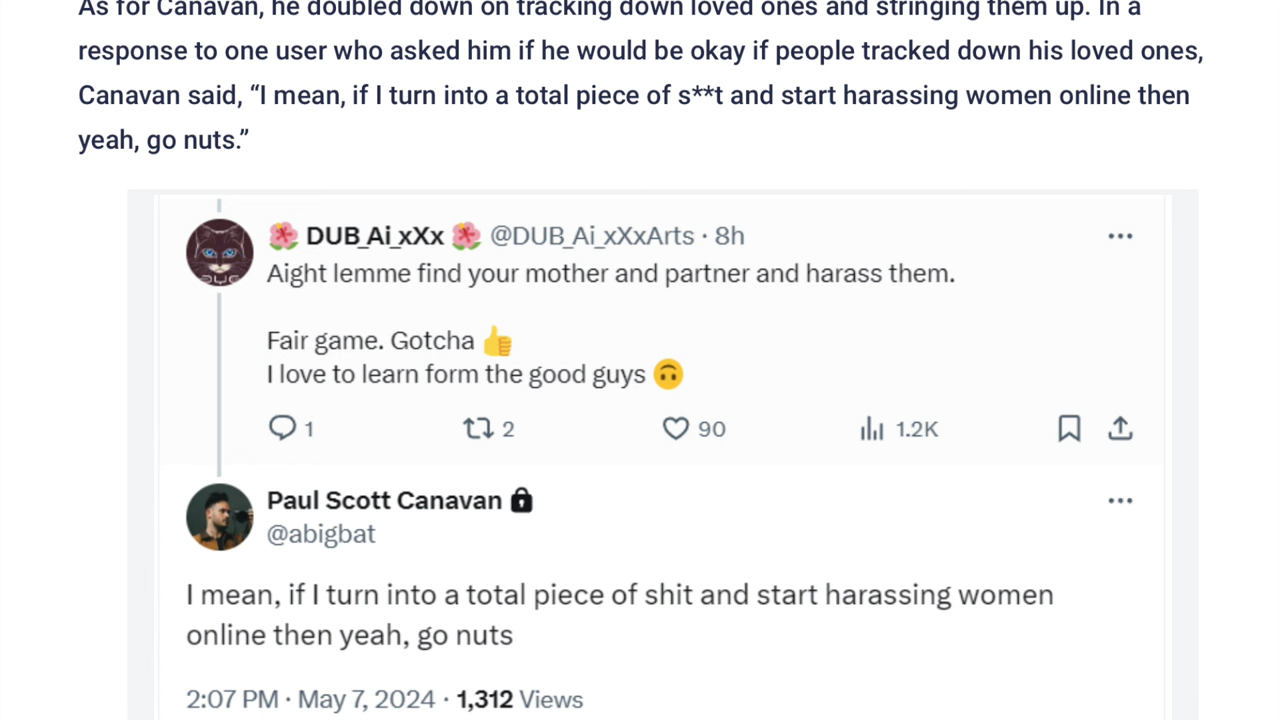 As for Canavan, he doubled down on tracking down loved ones and stringing them up. In a
response to one user who asked him if he would be okay if people tracked down his loved ones,
Canavan said, “I mean, if I turn into a total piece of s**t and start harassing women online then
yeah, go nuts.”
🌺 DUB_Ai_xXx 🌺 @DUB_Ai_xXxArts · 8h
Aight lemme find your mother and partner and harass them.
Fair game. Gotcha 👍
I love to learn form the good guys 🙃
1 2 90 1.2K
Paul Scott Canavan 🔒
@abigbat
I mean, if I turn into a total piece of shit and start harassing women
online then yeah, go nuts
2:07 PM · May 7, 2024 · 1,312 Views